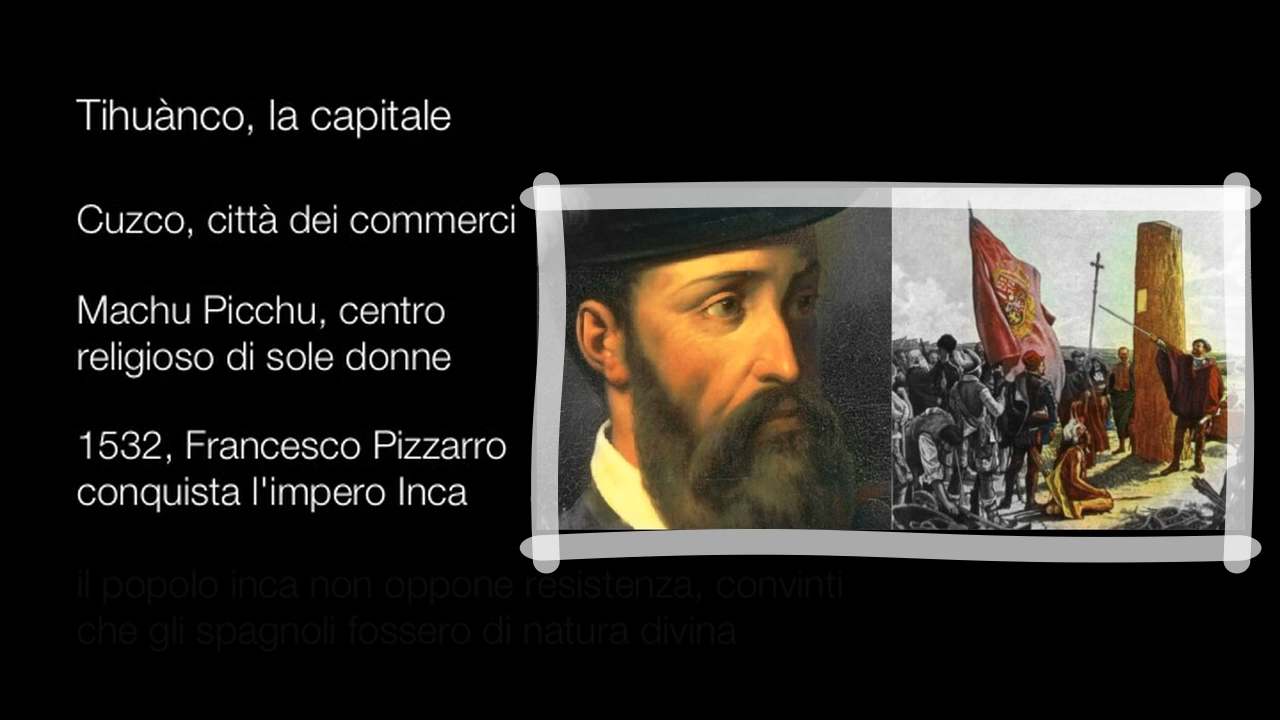 Tihuànco, la capitale
Cuzco, città dei commerci
Machu Picchu, centro
religioso di sole donne
1532, Francesco Pizzarro
conquista l'impero Inca
il popolo inca non oppone resistenza, convinti
che gli spagnoli fossero di natura divina